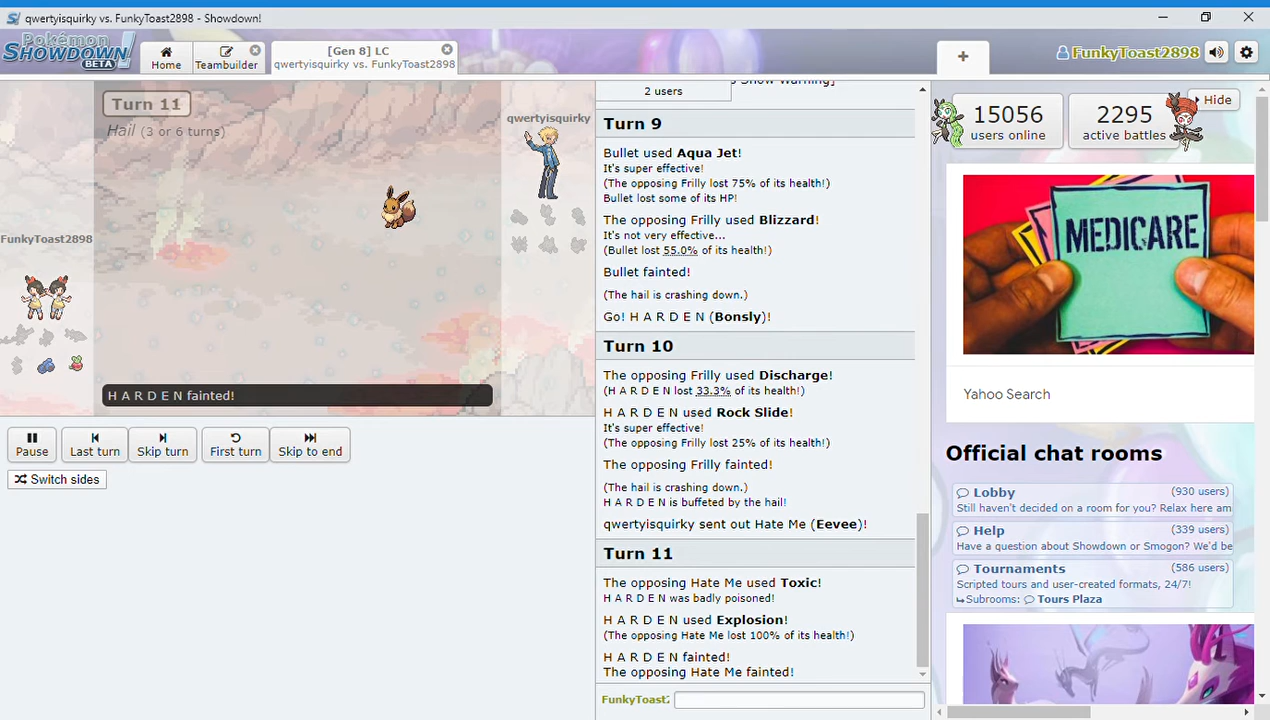 qwertyisquirky vs. FunkyToast2898 - Showdown!
Pokémon
SHOWDOWN
BETA
Home
Teambuilder
[Gen 8] LC
qwertyisquirky vs. FunkyToast2898
+
FunkyToast2898
Turn 11
Hail (3 or 6 turns)
qwertyisquirky
FunkyToast2898
H A R D E N fainted!
Pause
Last turn
Skip turn
First turn
Skip to end
Switch sides
s Show Warning]
2 users
Turn 9
Bullet used Aqua Jet!
It's super effective!
(The opposing Frilly lost 75% of its health!)
Bullet lost some of its HP!
The opposing Frilly used Blizzard!
It's not very effective...
(Bullet lost 55.0% of its health!)
Bullet fainted!
(The hail is crashing down.)
Go! H A R D E N (Bonsly)!
Turn 10
The opposing Frilly used Discharge!
(H A R D E N lost 33.3% of its health!)
H A R D E N used Rock Slide!
It's super effective!
(The opposing Frilly lost 25% of its health!)
The opposing Frilly fainted!
(The hail is crashing down.)
H A R D E N is buffeted by the hail!
qwertyisquirky sent out Hate Me (Eevee)!
Turn 11
The opposing Hate Me used Toxic!
H A R D E N was badly poisoned!
H A R D E N used Explosion!
(The opposing Hate Me lost 100% of its health!)
H A R D E N fainted!
The opposing Hate Me fainted!
FunkyToast
15056
users online
2295
active battles
Hide
MEDICARE
Yahoo Search
Official chat rooms
Lobby
(930 users)
Still haven't decided on a room for you? Relax here am
Help
(339 users)
Have a question about Showdown or Smogon? We'd be
Tournaments
(586 users)
Scripted tours and user-created formats, 24/7!
↳Subrooms: Tours Plaza